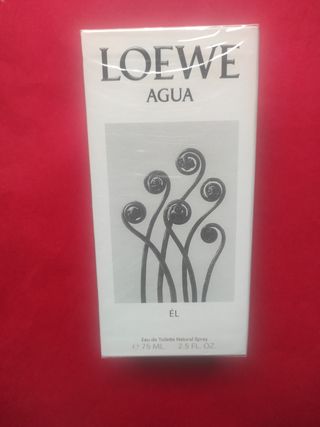 LOEWE
AGUA
ÉL
Eau de Toilette Natural Spray
℮ 75 ML. 2.5 FL. OZ.